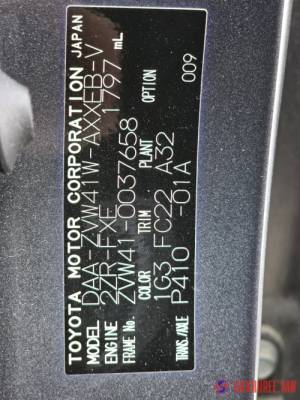 TOYOTA MOTOR CORPORATION JAPAN
MODEL DAA-ZVW41W-AXXEB-V
ENGINE 2ZR-FXE 1797 mL
FRAME No. ZVW41-0037658
COLOR TRIM PLANT OPTION
1G3 FC22 A32 009
TRANS./AXLE P410 -01A